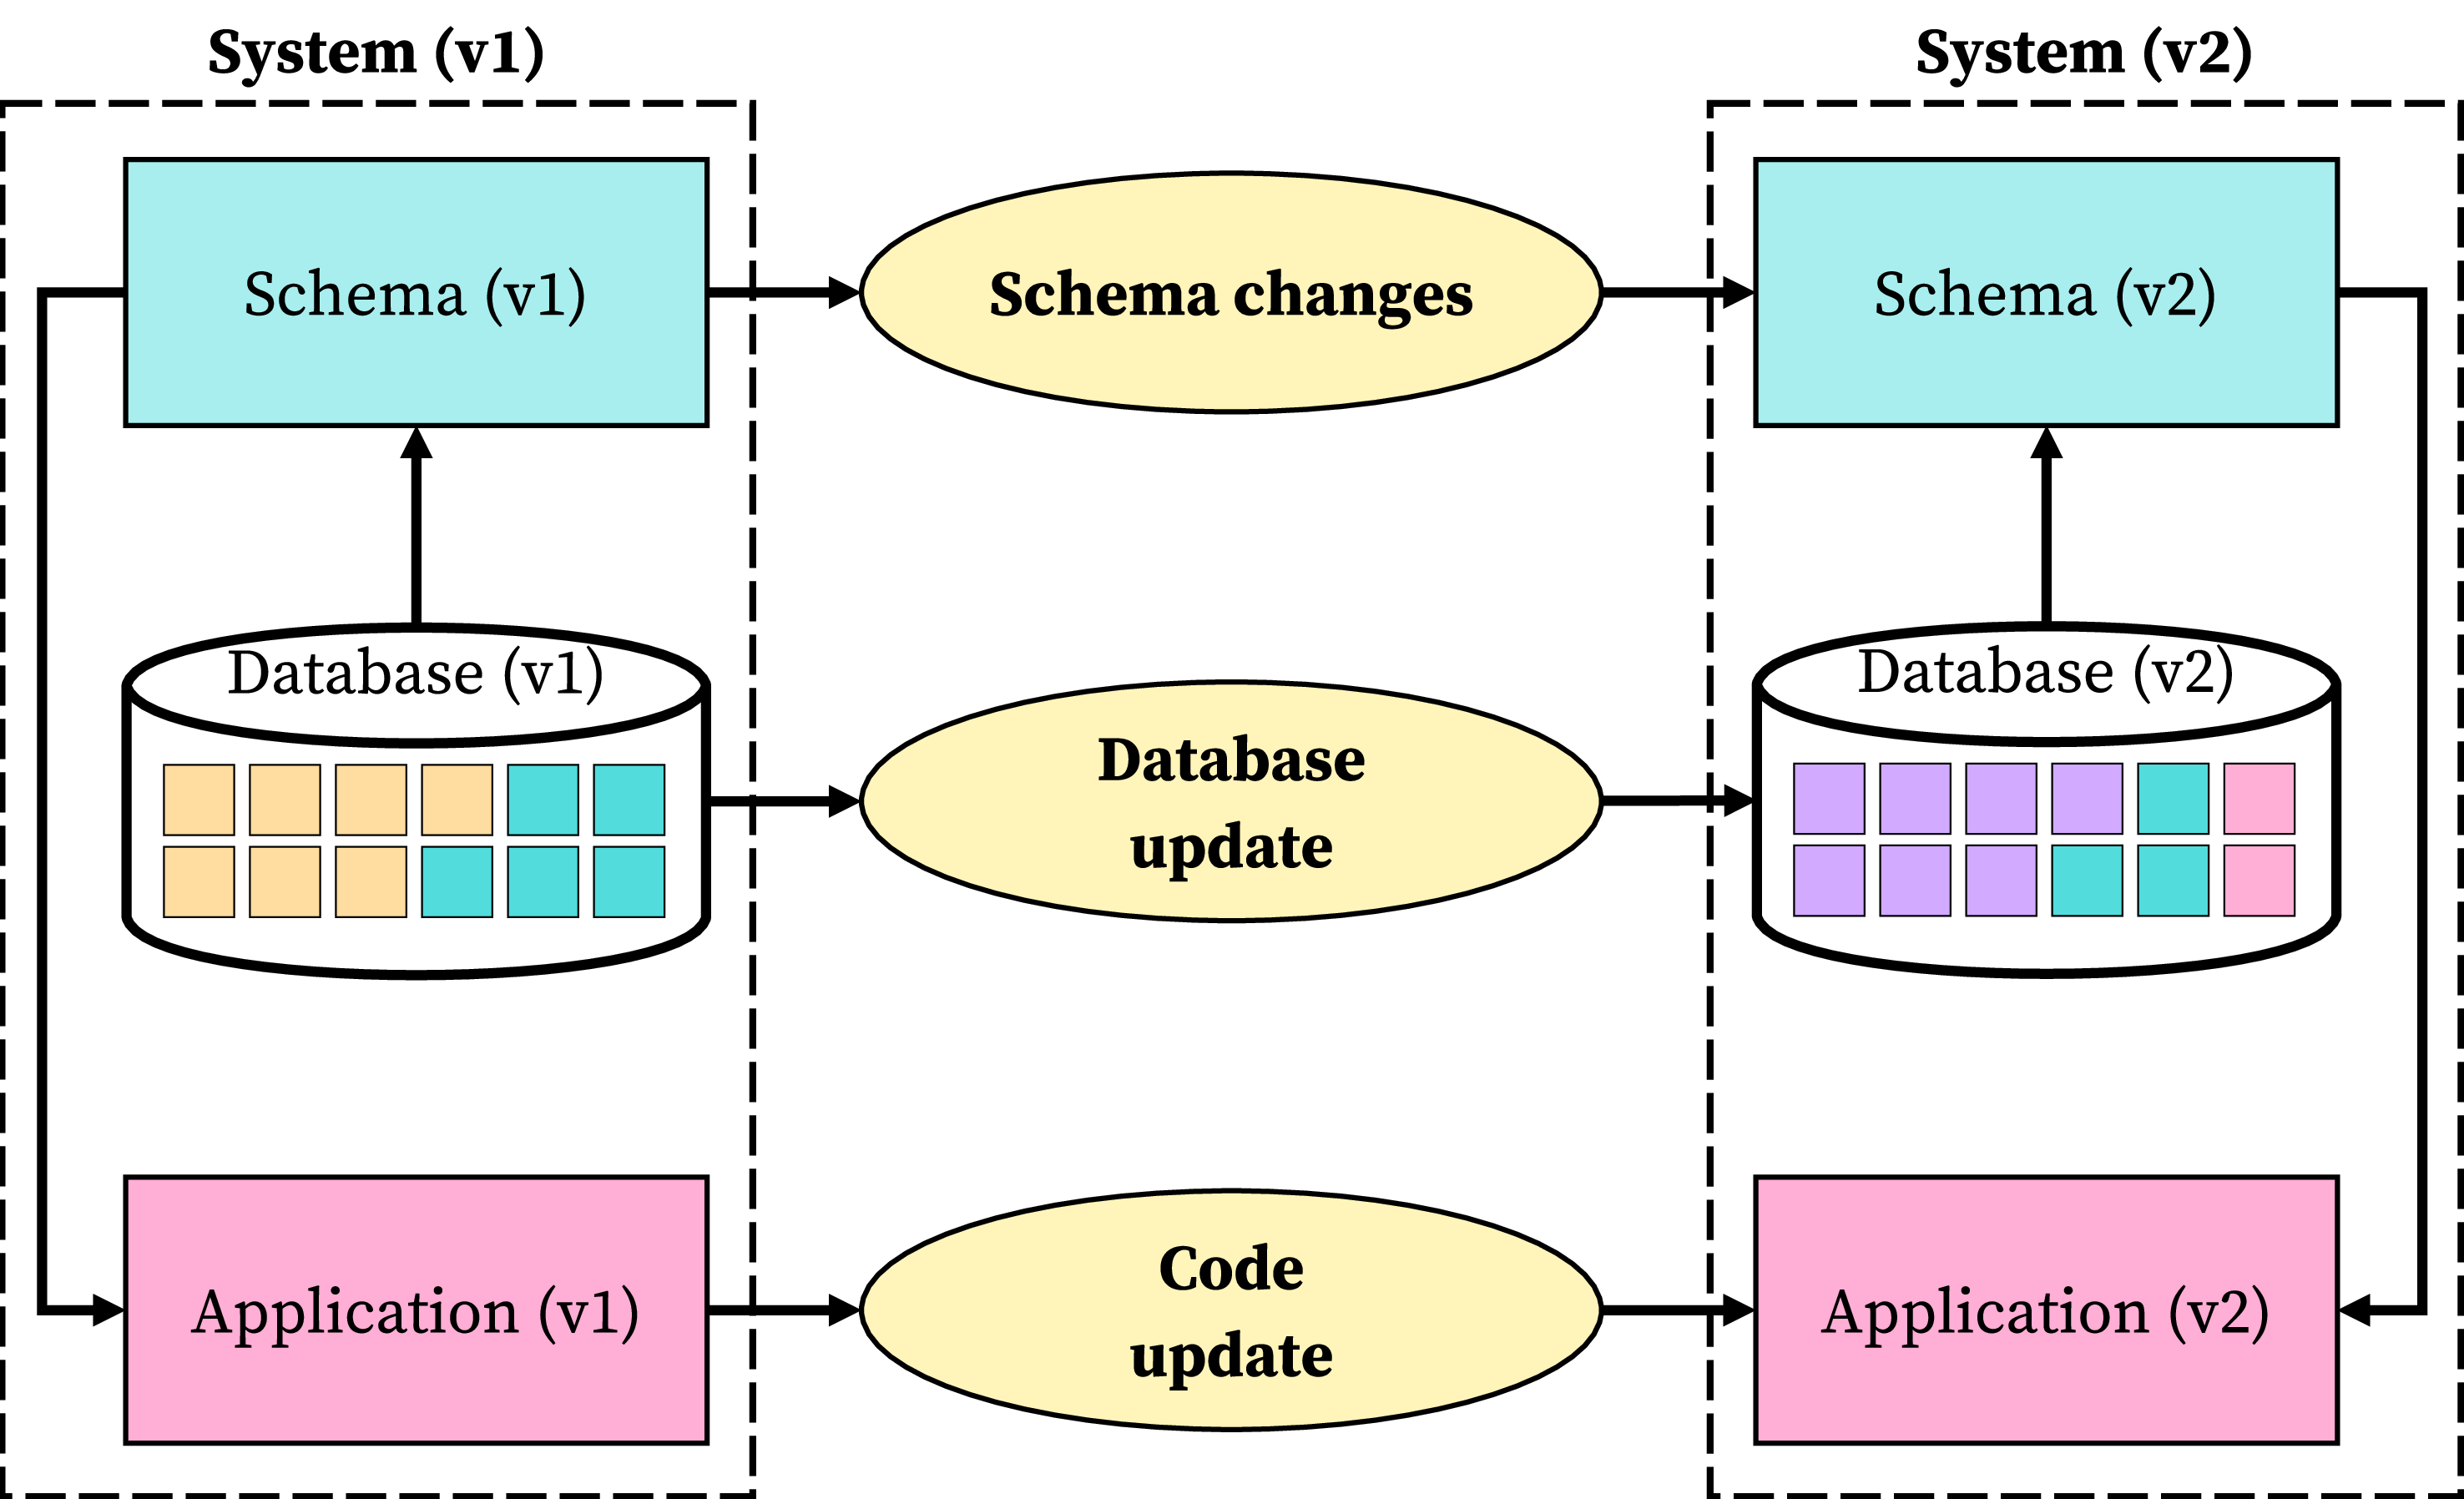 System (v1)
System (v2)
Schema (v1)
Schema changes
Schema (v2)
Database (v1)
Database
update
Database (v2)
Application (v1)
Code
update
Application (v2)